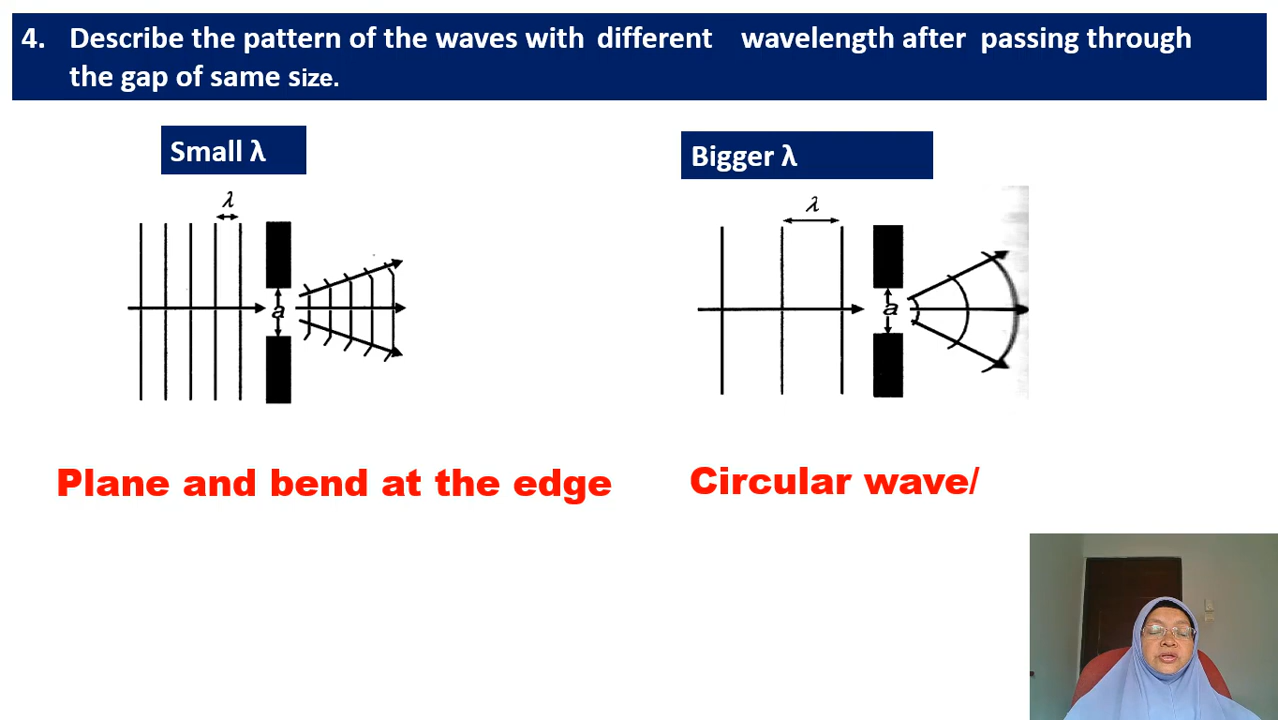 4. Describe the pattern of the waves with different wavelength after passing through
the gap of same size.
Small λ
Bigger λ
λ
λ
a
a
Plane and bend at the edge
Circular wave/